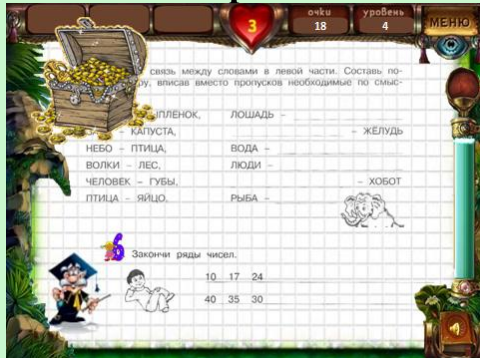 3
очки
18
уровень
4
МЕНЮ
связь между словами в левой части. Составь по-
ру, вписав вместо пропусков необходимые по смыс-
ПЛЕНОК, ЛОШАДЬ –
КАПУСТА, – ЖЁЛУДЬ
НЕБО – ПТИЦА, ВОДА –
ВОЛКИ – ЛЕС, ЛЮДИ –
ЧЕЛОВЕК – ГУБЫ, – ХОБОТ
ПТИЦА – ЯЙЦО. РЫБА –
6 Закончи ряды чисел.
10 17 24
40 35 30